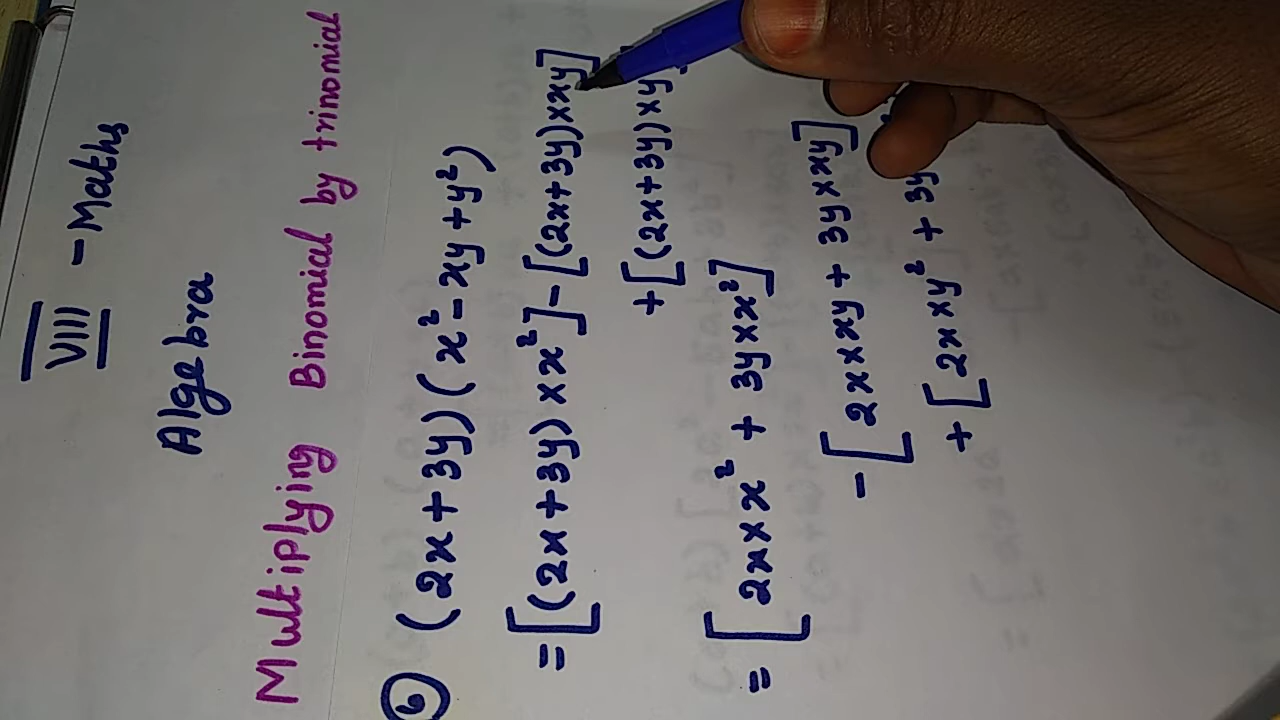 VIII - Maths
Algebra
Multiplying Binomial by trinomial
⑥ (2x+3y)(x²-xy+y²)
=[(2x+3y)×x²]-[(2x+3y)×xy]
+[(2x+3y)×y
=[2x×x² + 3y×x²]
-[2x×xy + 3y×xy]
+[2x×y² + 3y